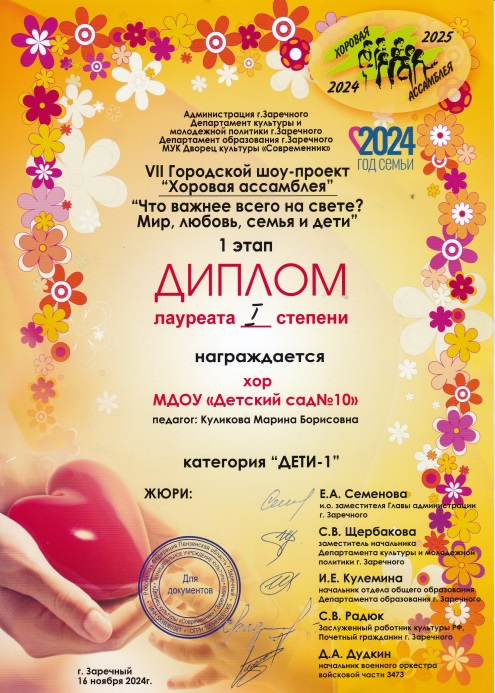 ХОРОВАЯ
2025
2024
АССАМБЛЕЯ
Администрация г.Заречного
Департамент культуры и
молодежной политики г.Заречного
Департамент образования г.Заречного
МУК Дворец культуры «Современник»
2024
ГОД СЕМЬИ
VII Городской шоу-проект
“Хоровая ассамблея”
“Что важнее всего на свете?
Мир, любовь, семья и дети”
1 этап
ДИПЛОМ
лауреата I степени
награждается
хор
МДОУ «Детский сад№10»
педагог: Куликова Марина Борисовна
категория “ДЕТИ-1”
ЖЮРИ:
Е.А. Семенова
и.о. заместителя Главы администрации
г. Заречного
С.В. Щербакова
заместитель начальника
Департамента культуры и молодежной
политики г. Заречного
И.Е. Кулемина
начальник отдела общего образования
Департамента образования г. Заречного
С.В. Радюк
Заслуженный работник культуры РФ,
Почетный гражданин г. Заречного
Д.А. Дудкин
начальник военного оркестра
войсковой части 3473
Для
документов
г. Заречный
16 ноября 2024г.